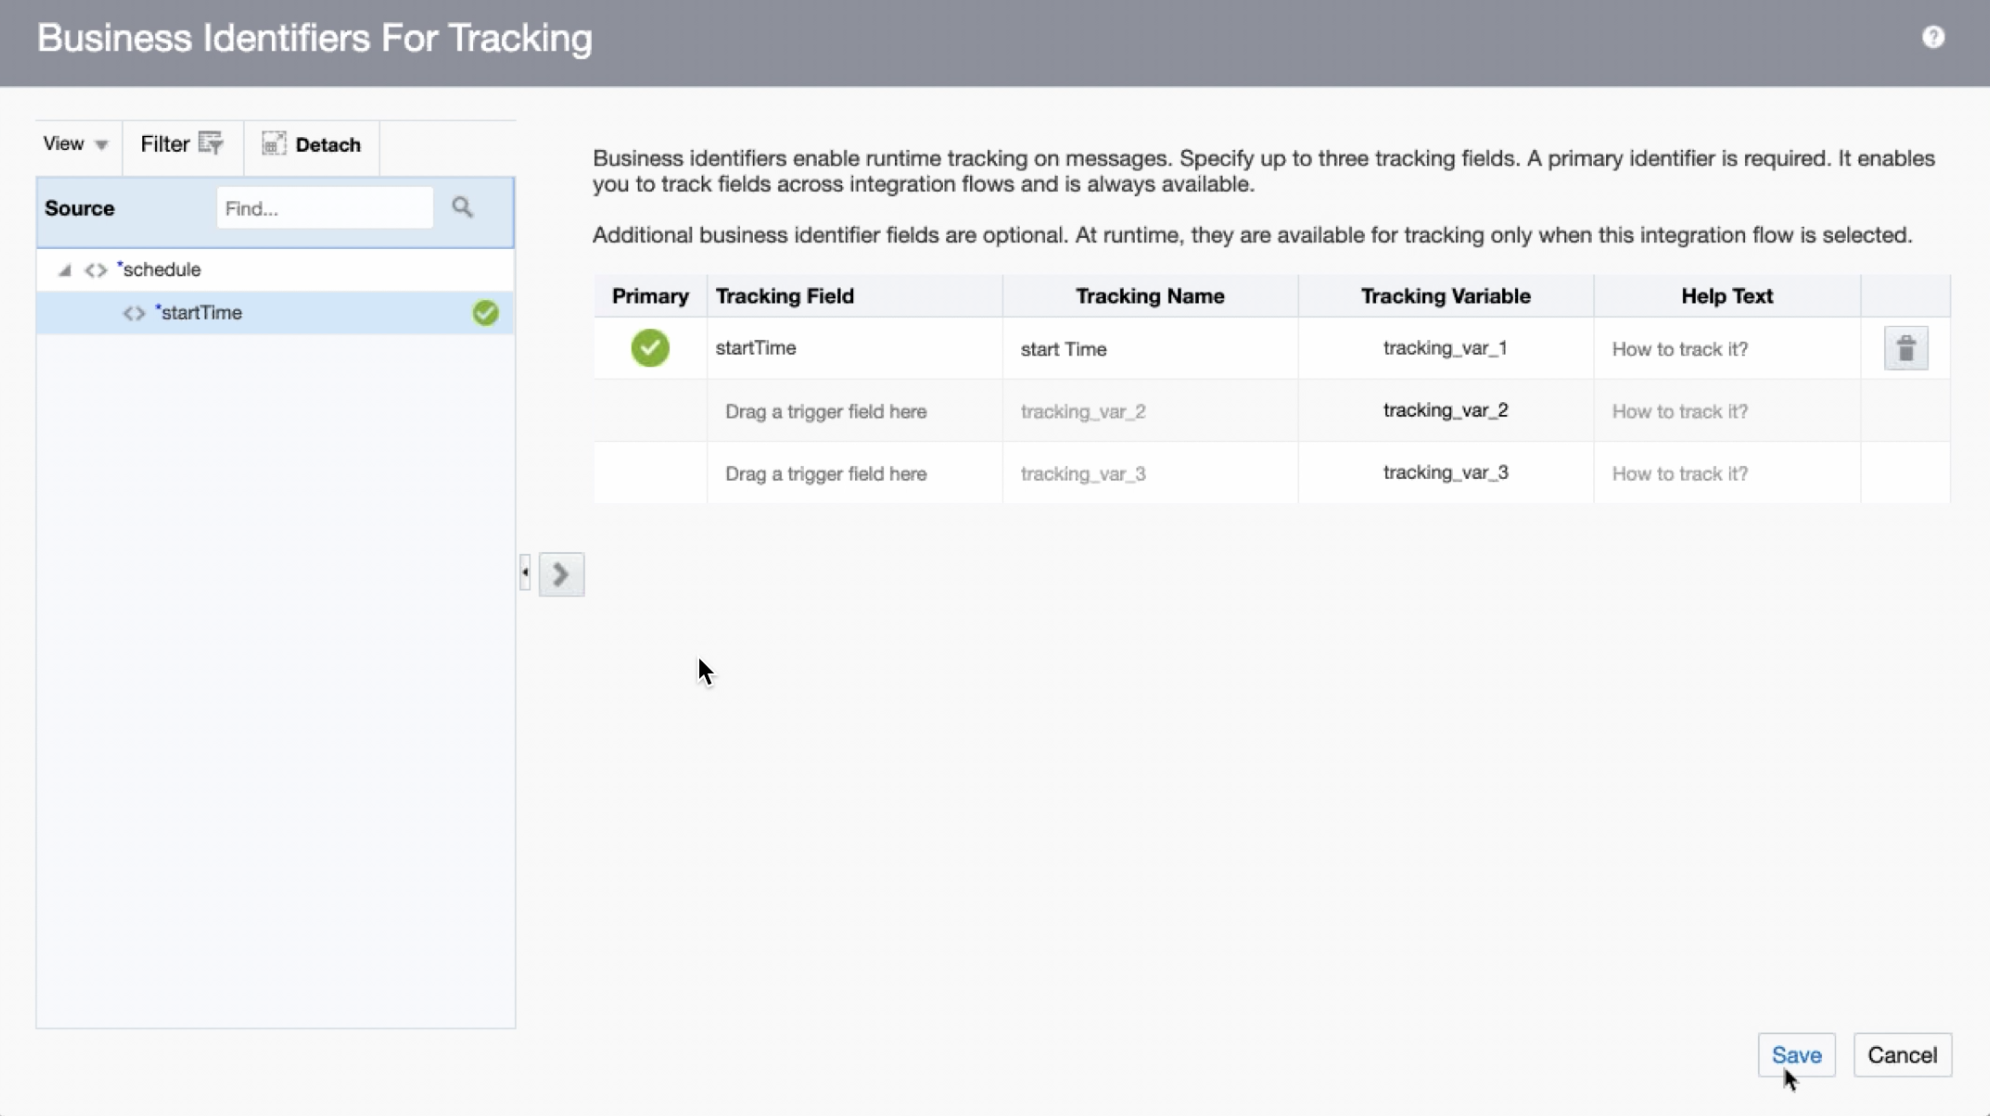 Business Identifiers For Tracking
?
View
Filter
Detach
Business identifiers enable runtime tracking on messages. Specify up to three tracking fields. A primary identifier is required. It enables
you to track fields across integration flows and is always available.
Source
Find...
Additional business identifier fields are optional. At runtime, they are available for tracking only when this integration flow is selected.
*schedule
*startTime
Primary Tracking Field Tracking Name Tracking Variable Help Text
startTime start Time tracking_var_1 How to track it?
Drag a trigger field here tracking_var_2 tracking_var_2 How to track it?
Drag a trigger field here tracking_var_3 tracking_var_3 How to track it?
Save
Cancel